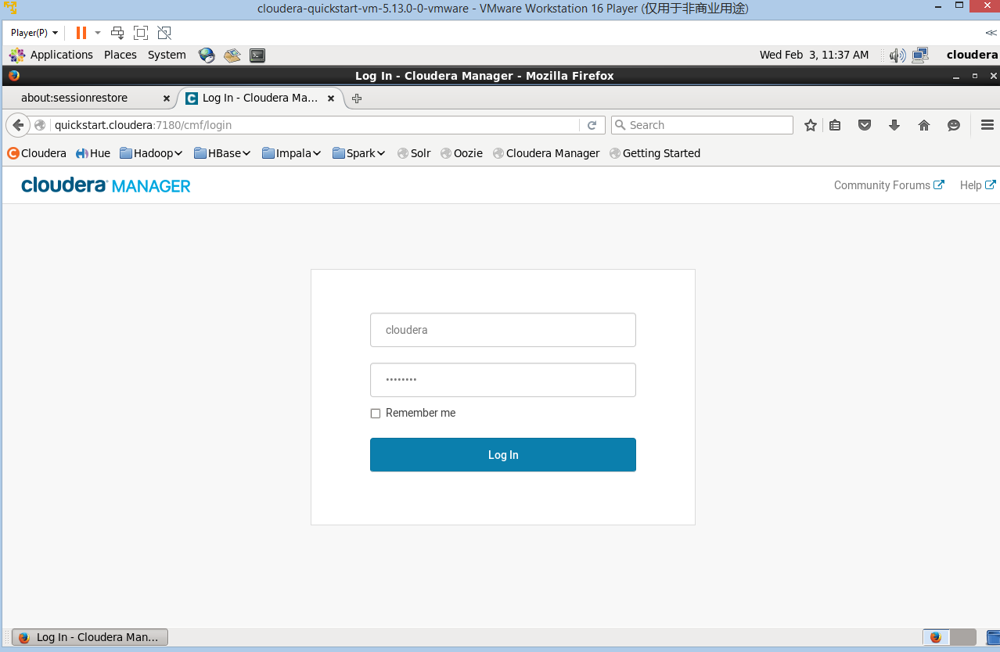 cloudera-quickstart-vm-5.13.0-0-vmware - VMware Workstation 16 Player (仅用于非商业用途)
Player(P)
Applications Places System Wed Feb 3, 11:37 AM cloudera
Log In - Cloudera Manager - Mozilla Firefox
about:sessionrestore Log In - Cloudera Ma...
quickstart.cloudera:7180/cmf/login Search
Cloudera Hue Hadoop HBase Impala Spark Solr Oozie Cloudera Manager Getting Started
cloudera MANAGER Community Forums Help
cloudera
••••••••
Remember me
Log In
Log In - Cloudera Man...